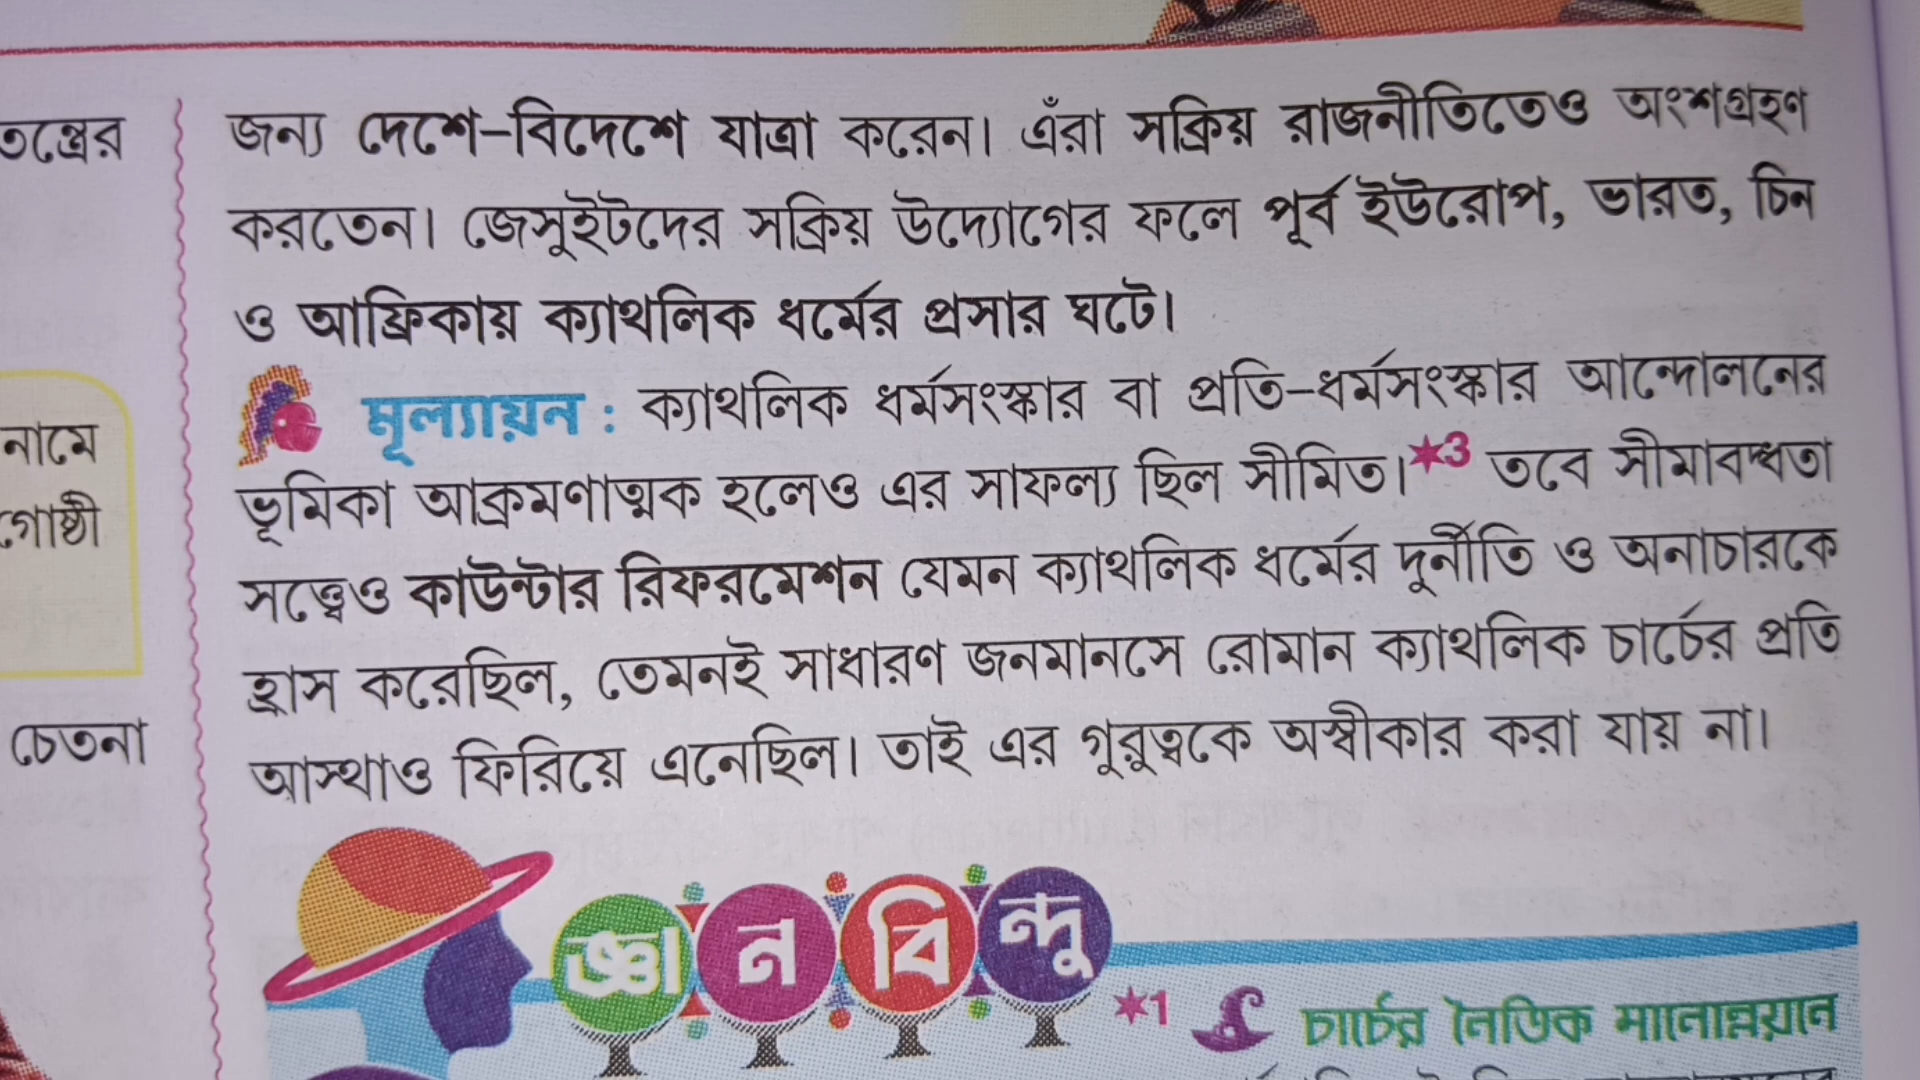 তন্ত্রের
নামে
গোষ্ঠী
চেতনা
জন্য দেশে-বিদেশে যাত্রা করেন। এঁরা সক্রিয় রাজনীতিতেও অংশগ্রহণ
করতেন। জেসুইটদের সক্রিয় উদ্যোগের ফলে পূর্ব ইউরোপ, ভারত, চিন
ও আফ্রিকায় ক্যাথলিক ধর্মের প্রসার ঘটে।
মূল্যায়ন : ক্যাথলিক ধর্মসংস্কার বা প্রতি-ধর্মসংস্কার আন্দোলনের
ভূমিকা আক্রমণাত্মক হলেও এর সাফল্য ছিল সীমিত।★3 তবে সীমাবদ্ধতা
সত্ত্বেও কাউন্টার রিফরমেশন যেমন ক্যাথলিক ধর্মের দুর্নীতি ও অনাচারকে
হ্রাস করেছিল, তেমনই সাধারণ জনমানসে রোমান ক্যাথলিক চার্চের প্রতি
আস্থাও ফিরিয়ে এনেছিল। তাই এর গুরুত্বকে অস্বীকার করা যায় না।
জ্ঞানবিন্দু
★1 চার্চের নৈতিক মানোন্নয়নে